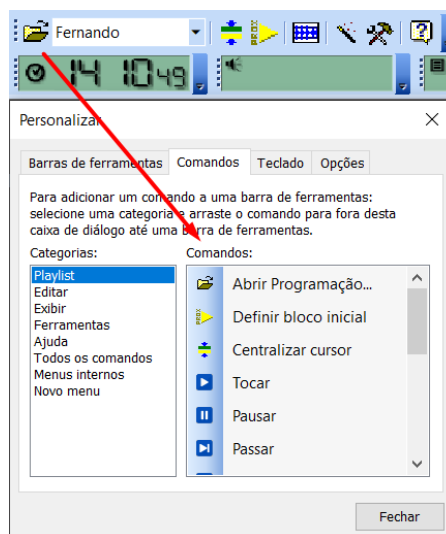 Fernando
14 10 49
Personalizar
Barras de ferramentas Comandos Teclado Opções
Para adicionar um comando a uma barra de ferramentas:
selecione uma categoria e arraste o comando para fora desta
caixa de diálogo até uma barra de ferramentas.
Categorias:
Playlist
Editar
Exibir
Ferramentas
Ajuda
Todos os comandos
Menus internos
Novo menu
Comandos:
Abrir Programação...
Definir bloco inicial
Centralizar cursor
Tocar
Pausar
Passar
Fechar